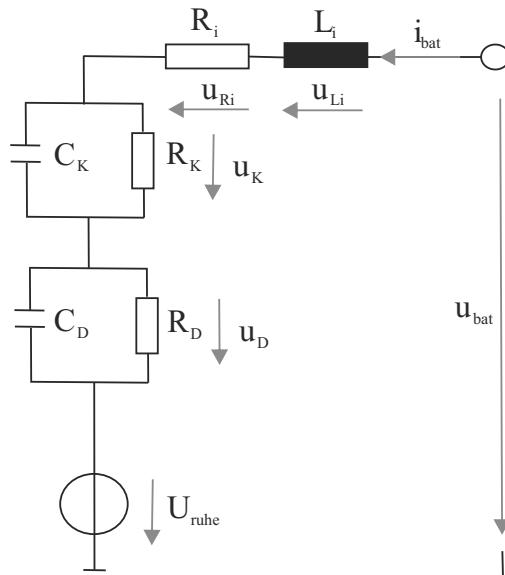 R_i L_i i_bat
u_Ri u_Li
C_K R_K u_K
C_D R_D u_D u_bat
U_ruhe